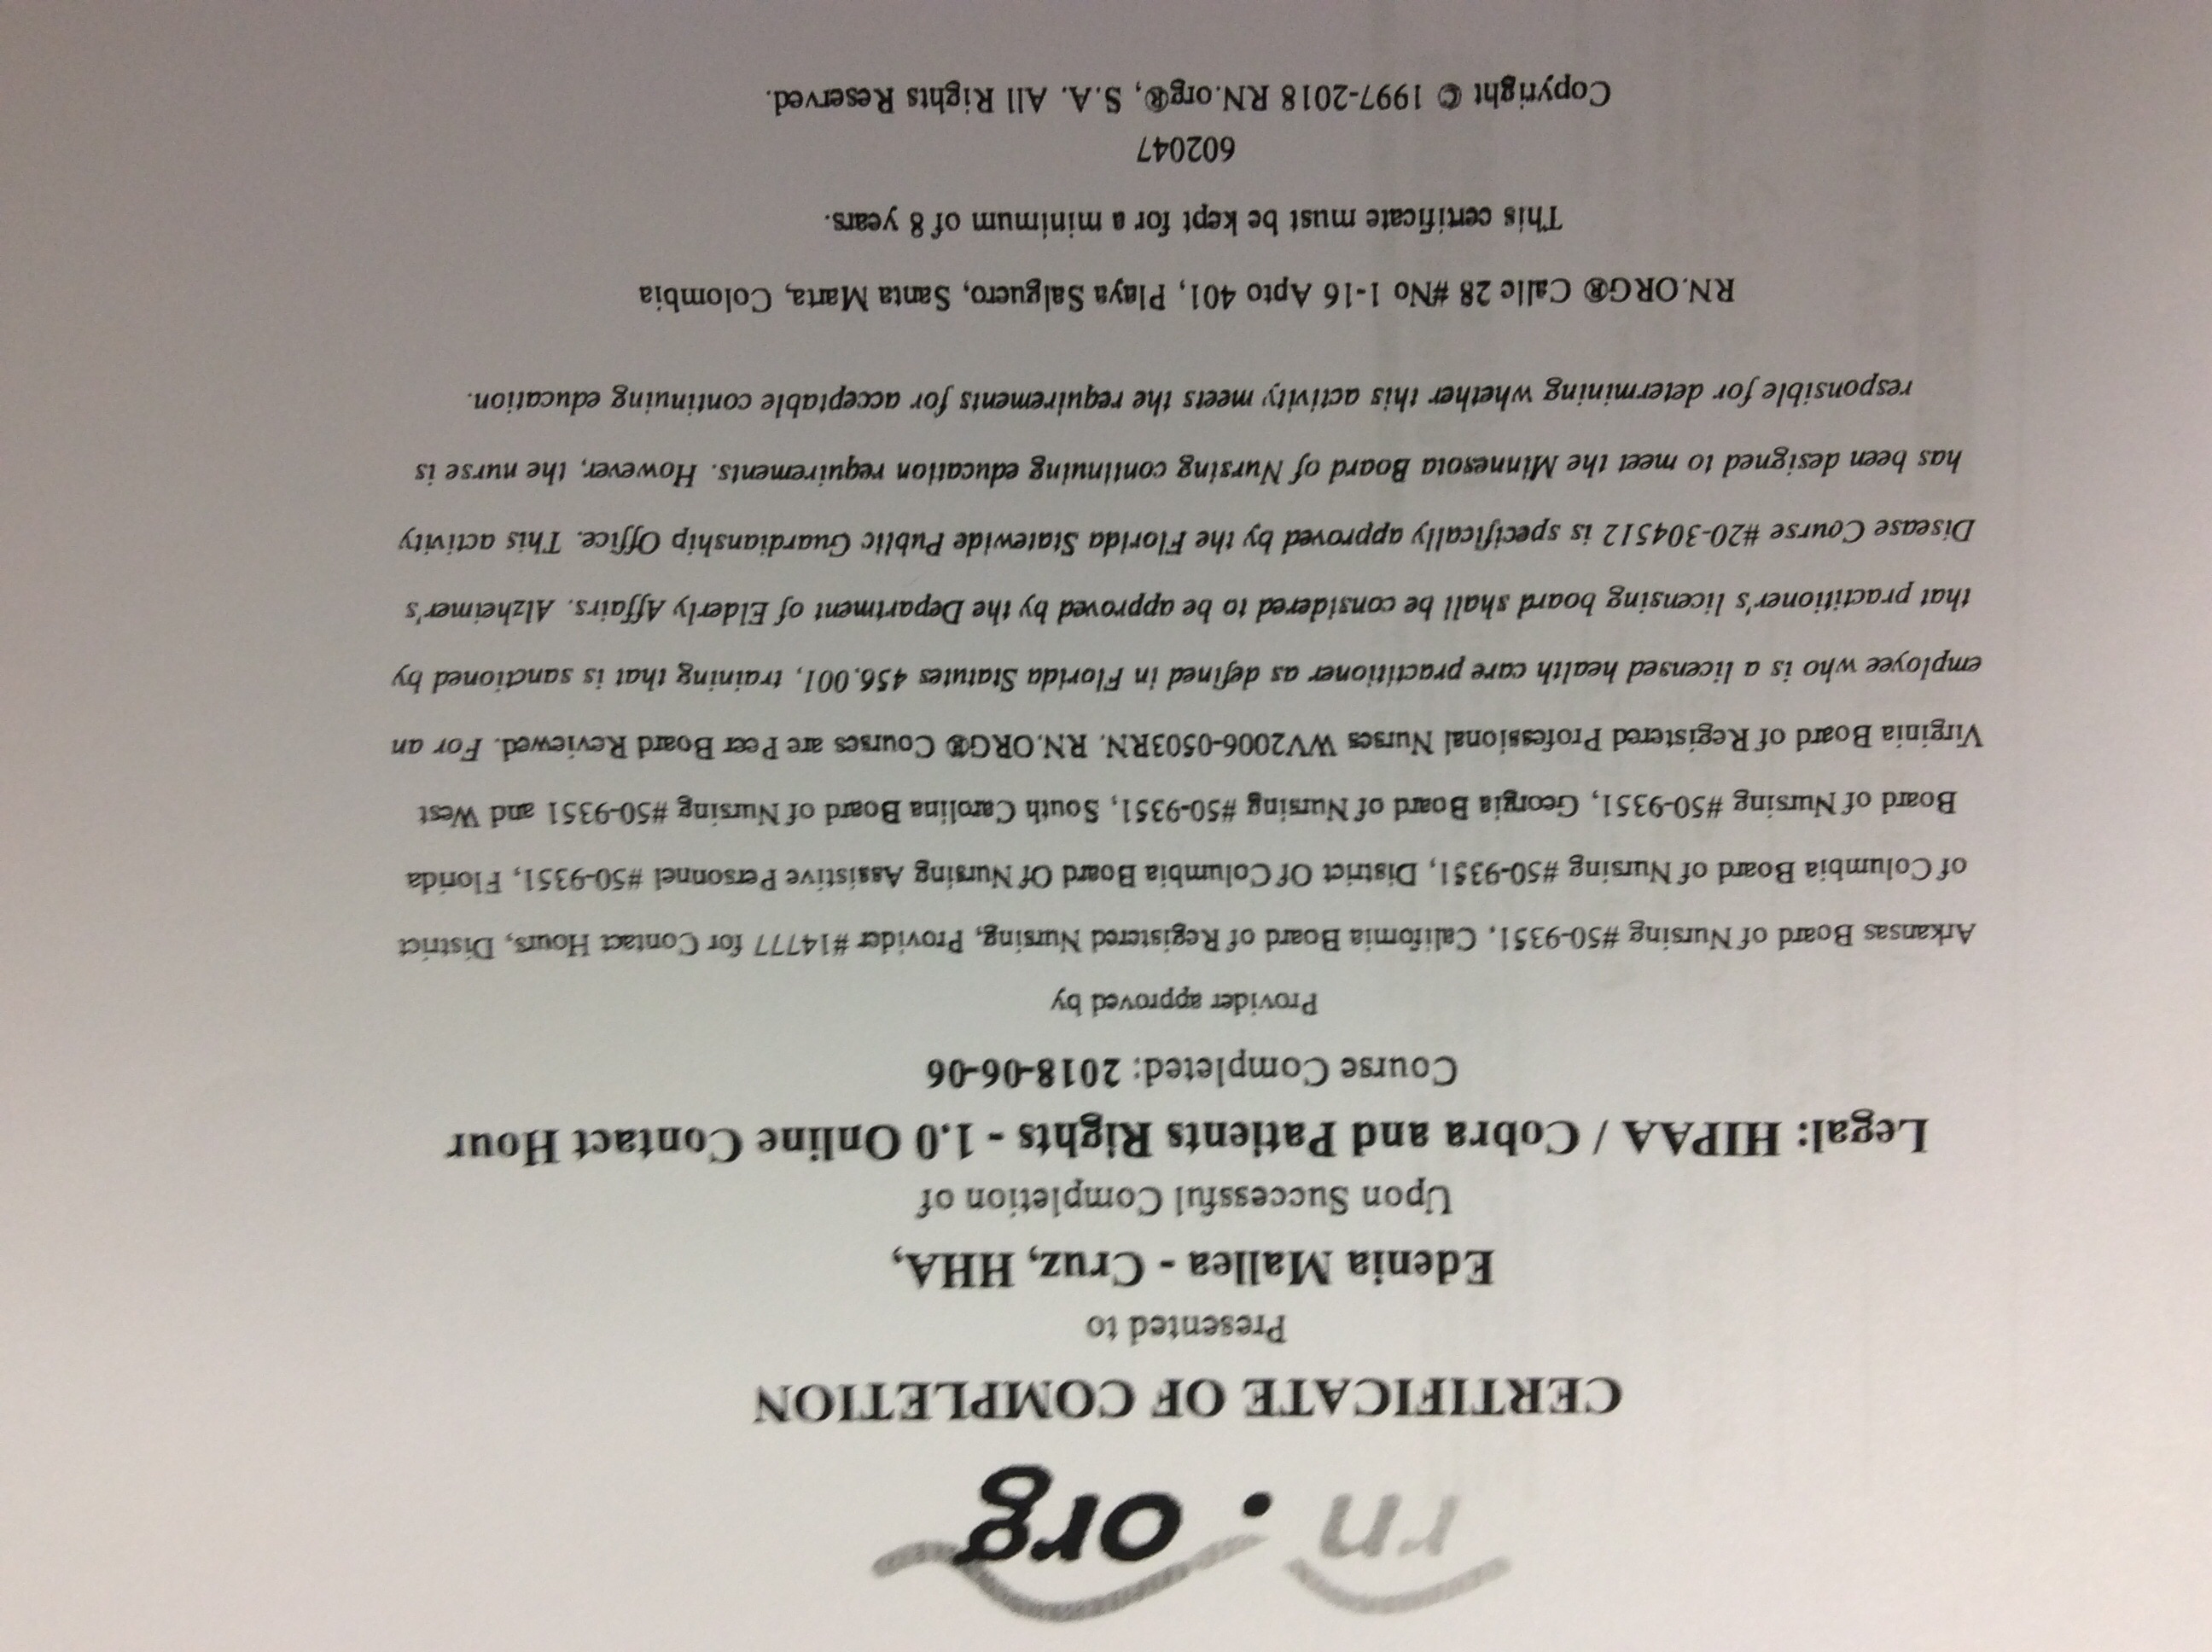 rn.org
CERTIFICATE OF COMPLETION
Presented to
Edenia Mallea - Cruz, HHA,
Upon Successful Completion of
Legal: HIPAA / Cobra and Patients Rights - 1.0 Online Contact Hour
Course Completed: 2018-06-06
Provider approved by
Arkansas Board of Nursing #50-9351, California Board of Registered Nursing, Provider #14777 for Contact Hours, District
of Columbia Board of Nursing #50-9351, District Of Columbia Board Of Nursing Assistive Personnel #50-9351, Florida
Board of Nursing #50-9351, Georgia Board of Nursing #50-9351, South Carolina Board of Nursing #50-9351 and West
Virginia Board of Registered Professional Nurses WV2006-0503RN. RN.ORG® Courses are Peer Board Reviewed. For an
employee who is a licensed health care practitioner as defined in Florida Statutes 456.001, training that is sanctioned by
that practitioner's licensing board shall be considered to be approved by the Department of Elderly Affairs. Alzheimer's
Disease Course #20-304512 is specifically approved by the Florida Statewide Public Guardianship Office. This activity
has been designed to meet the Minnesota Board of Nursing continuing education requirements. However, the nurse is
responsible for determining whether this activity meets the requirements for acceptable continuing education.
RN.ORG® Calle 28 #No 1-16 Apto 401, Playa Salguero, Santa Marta, Colombia
This certificate must be kept for a minimum of 8 years.
602047
Copyright © 1997-2018 RN.org®, S.A. All Rights Reserved.